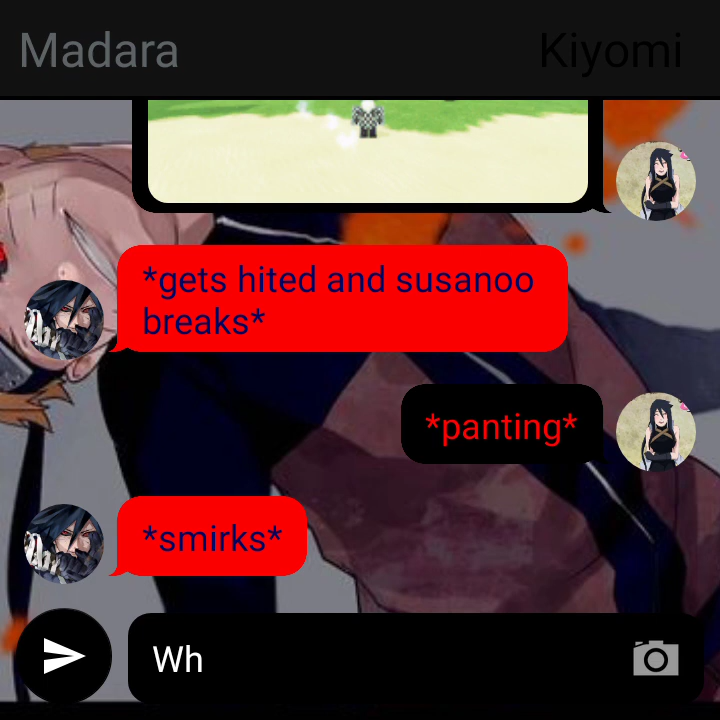 Madara
Kiyomi
*gets hited and susanoo
breaks*
*panting*
*smirks*
Wh